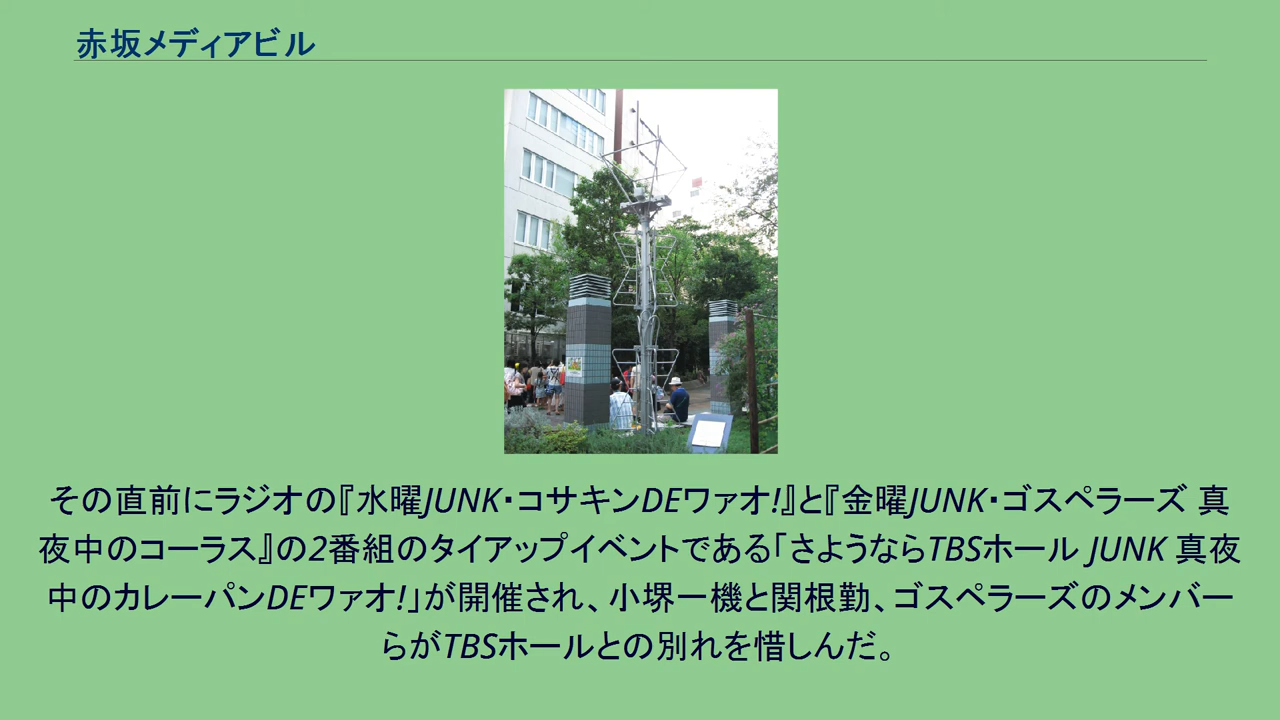 赤坂メディアビル
その直前にラジオの『水曜JUNK・コサキンDEワァオ!』と『金曜JUNK・ゴスペラーズ 真
夜中のコーラス』の2番組のタイアップイベントである「さようならTBSホール JUNK 真夜
中のカレーパンDEワァオ!」が開催され、小堺一機と関根勤、ゴスペラーズのメンバー
らがTBSホールとの別れを惜しんだ。